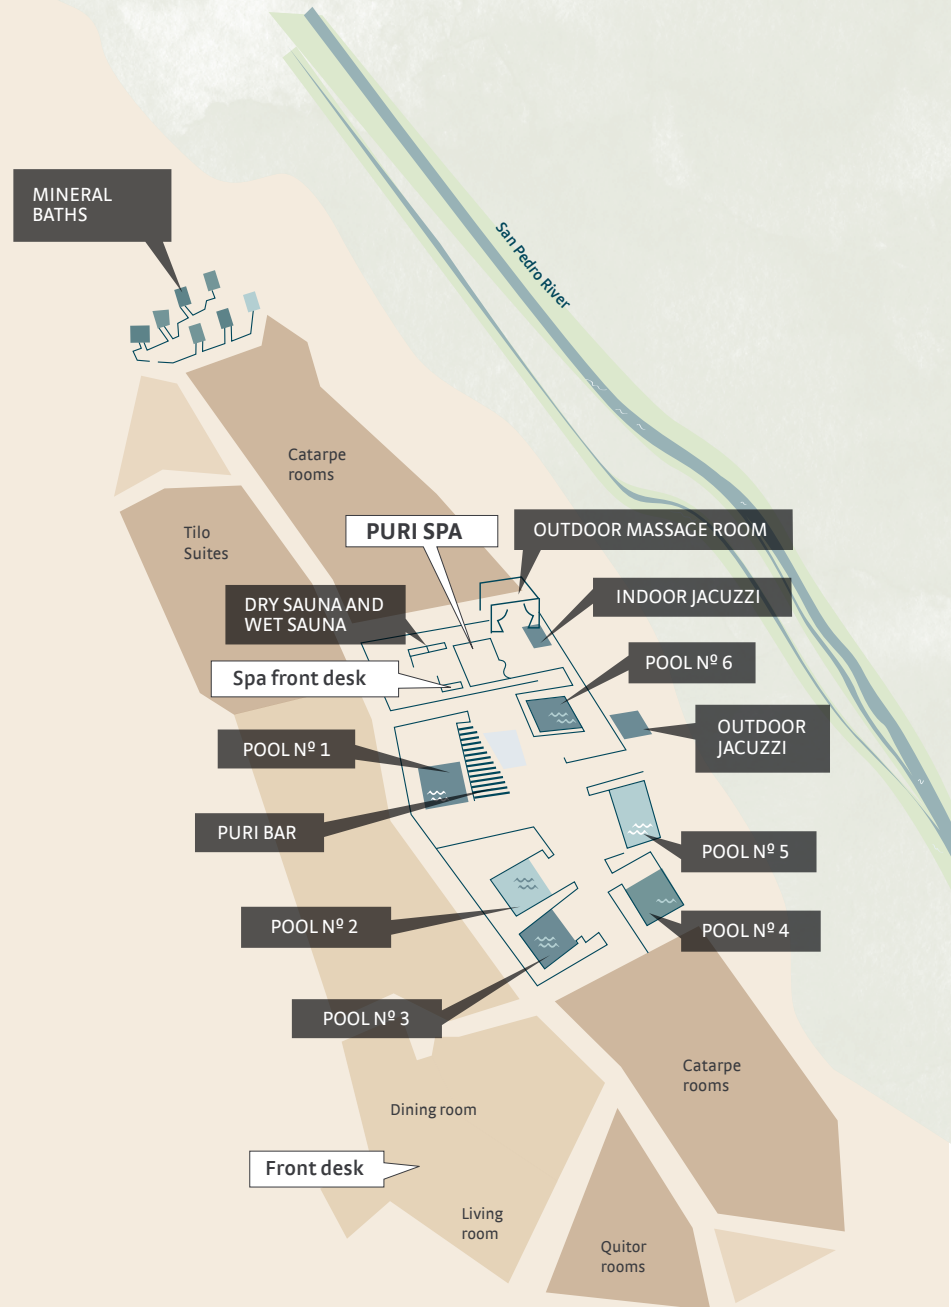 MINERAL
BATHS
San Pedro River
Catarpe
rooms
Tilo
Suites
PURI SPA
OUTDOOR MASSAGE ROOM
DRY SAUNA AND
WET SAUNA
INDOOR JACUZZI
Spa front desk
POOL Nº 6
OUTDOOR
JACUZZI
POOL Nº 1
PURI BAR
POOL Nº 5
POOL Nº 2
POOL Nº 4
POOL Nº 3
Catarpe
rooms
Dining room
Front desk
Living
room
Quitor
rooms